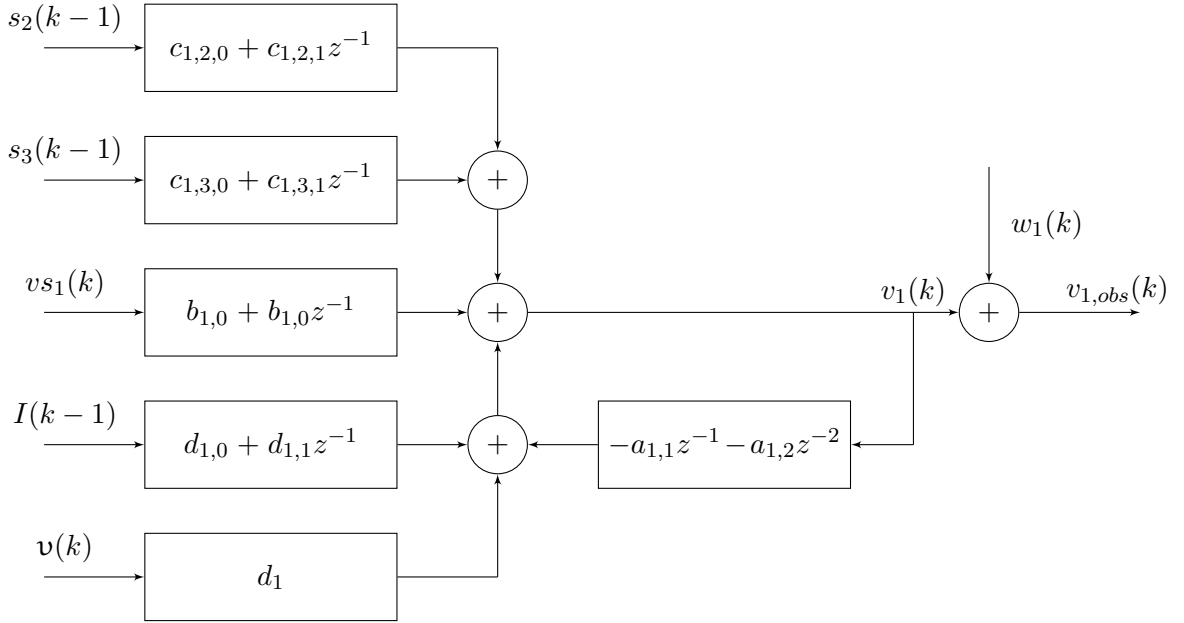 s₂(k−1)
c₁,₂,₀ + c₁,₂,₁z⁻¹
s₃(k−1)
c₁,₃,₀ + c₁,₃,₁z⁻¹
+
w₁(k)
vs₁(k)
b₁,₀ + b₁,₀z⁻¹
+
v₁(k)
+
v₁,obs(k)
I(k−1)
d₁,₀ + d₁,₁z⁻¹
+
−a₁,₁z⁻¹−a₁,₂z⁻²
υ(k)
d₁